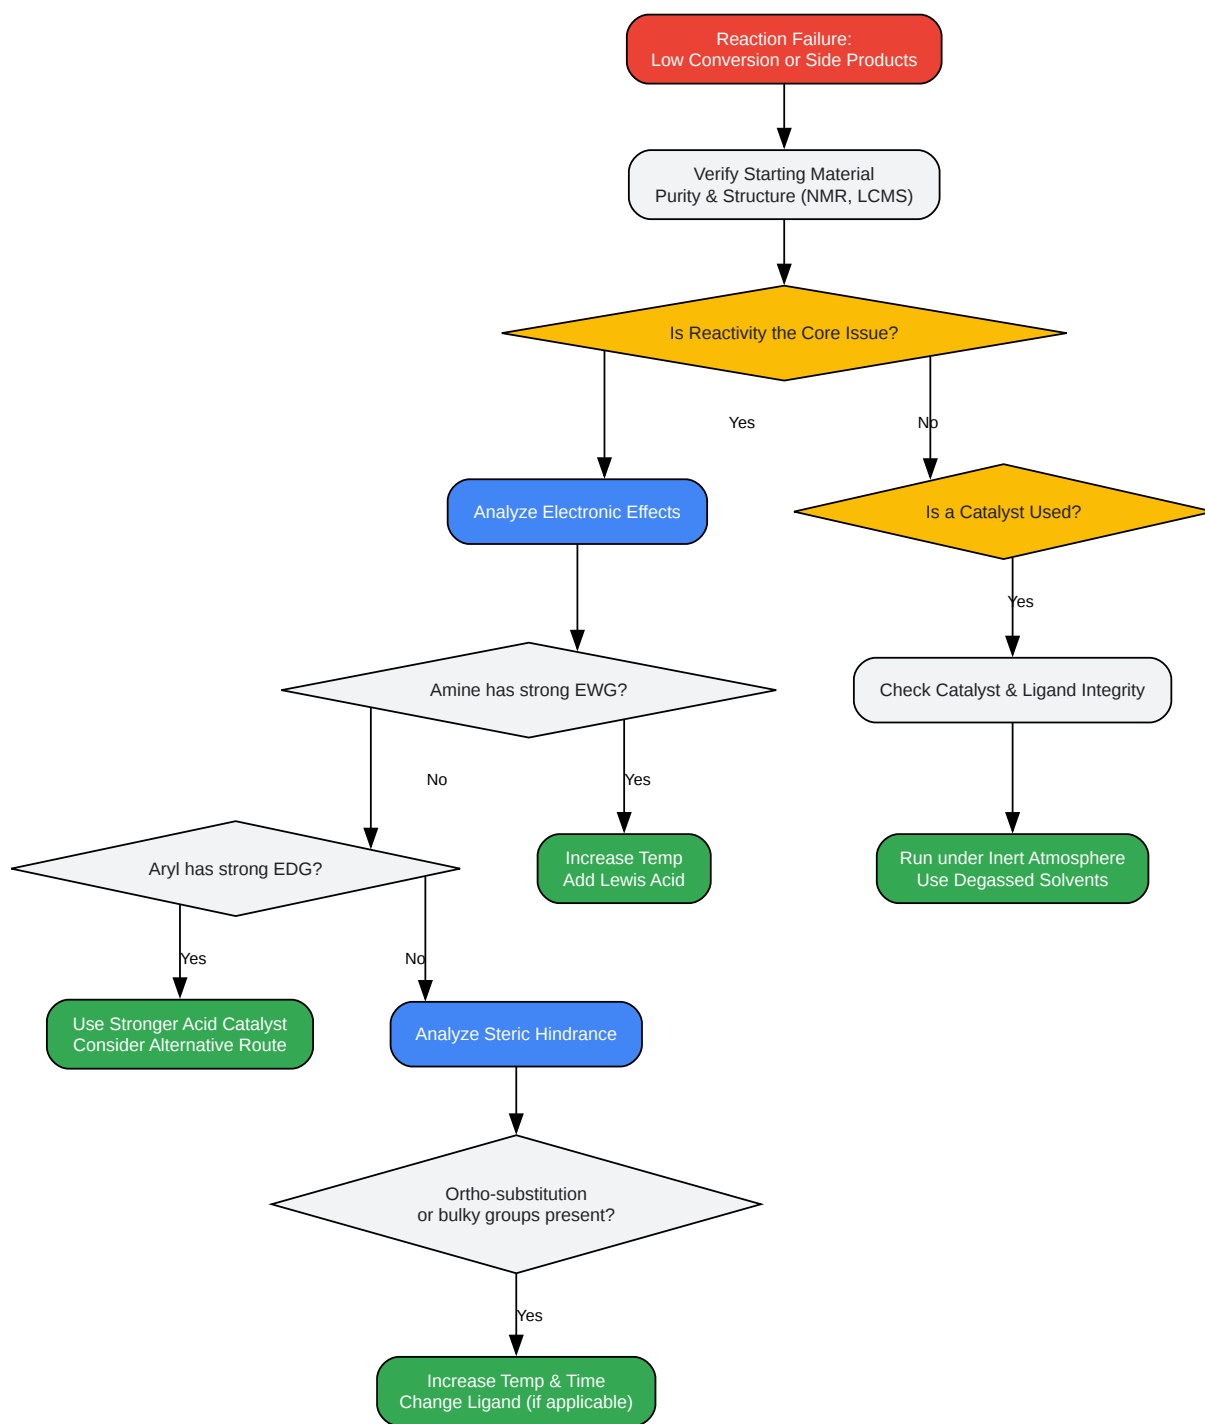 Reaction Failure:
Low Conversion or Side Products
Verify Starting Material
Purity & Structure (NMR, LCMS)
Is Reactivity the Core Issue?
Yes
No
Analyze Electronic Effects
Is a Catalyst Used?
Yes
Amine has strong EWG?
Check Catalyst & Ligand Integrity
No
Yes
Aryl has strong EDG?
Increase Temp
Add Lewis Acid
Run under Inert Atmosphere
Use Degassed Solvents
Yes
No
Use Stronger Acid Catalyst
Consider Alternative Route
Analyze Steric Hindrance
Ortho-substitution
or bulky groups present?
Yes
Increase Temp & Time
Change Ligand (if applicable)